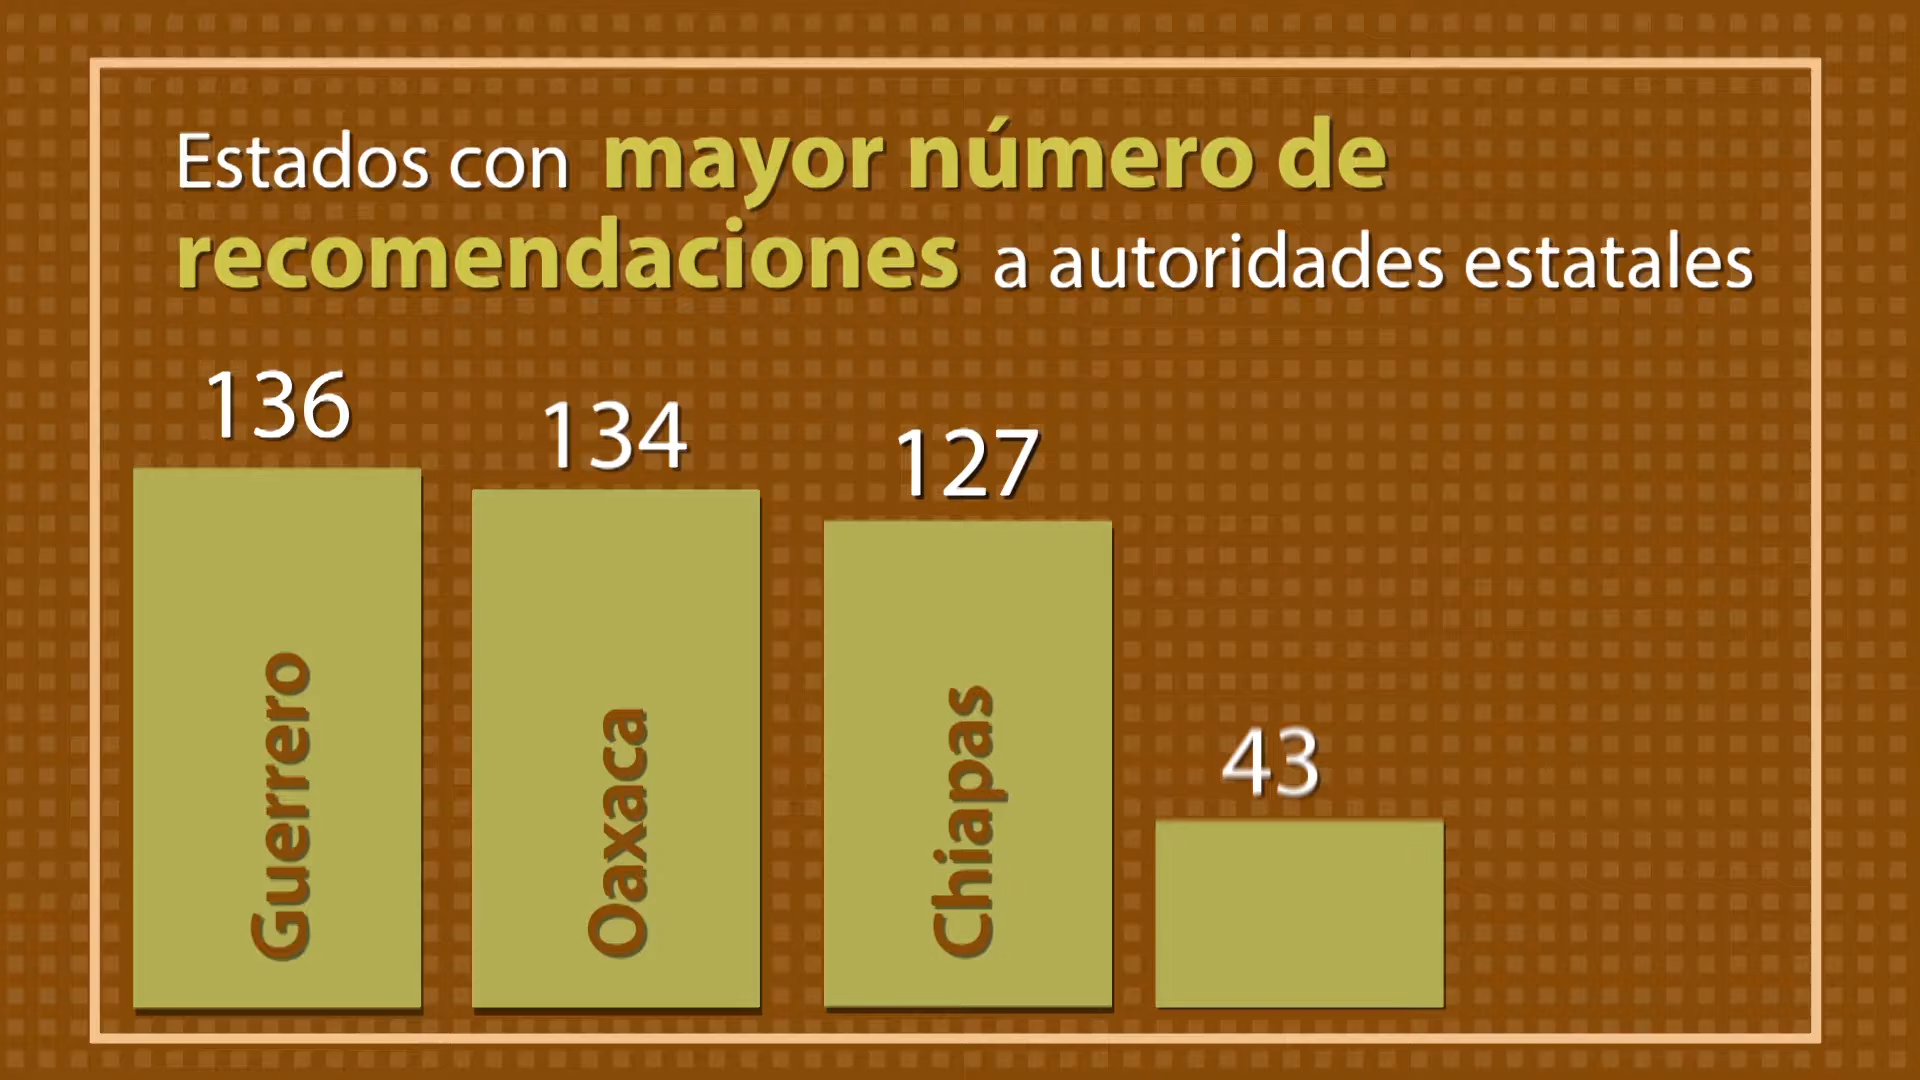 Estados con mayor número de
recomendaciones a autoridades estatales
136
134
127
43
Guerrero
Oaxaca
Chiapas